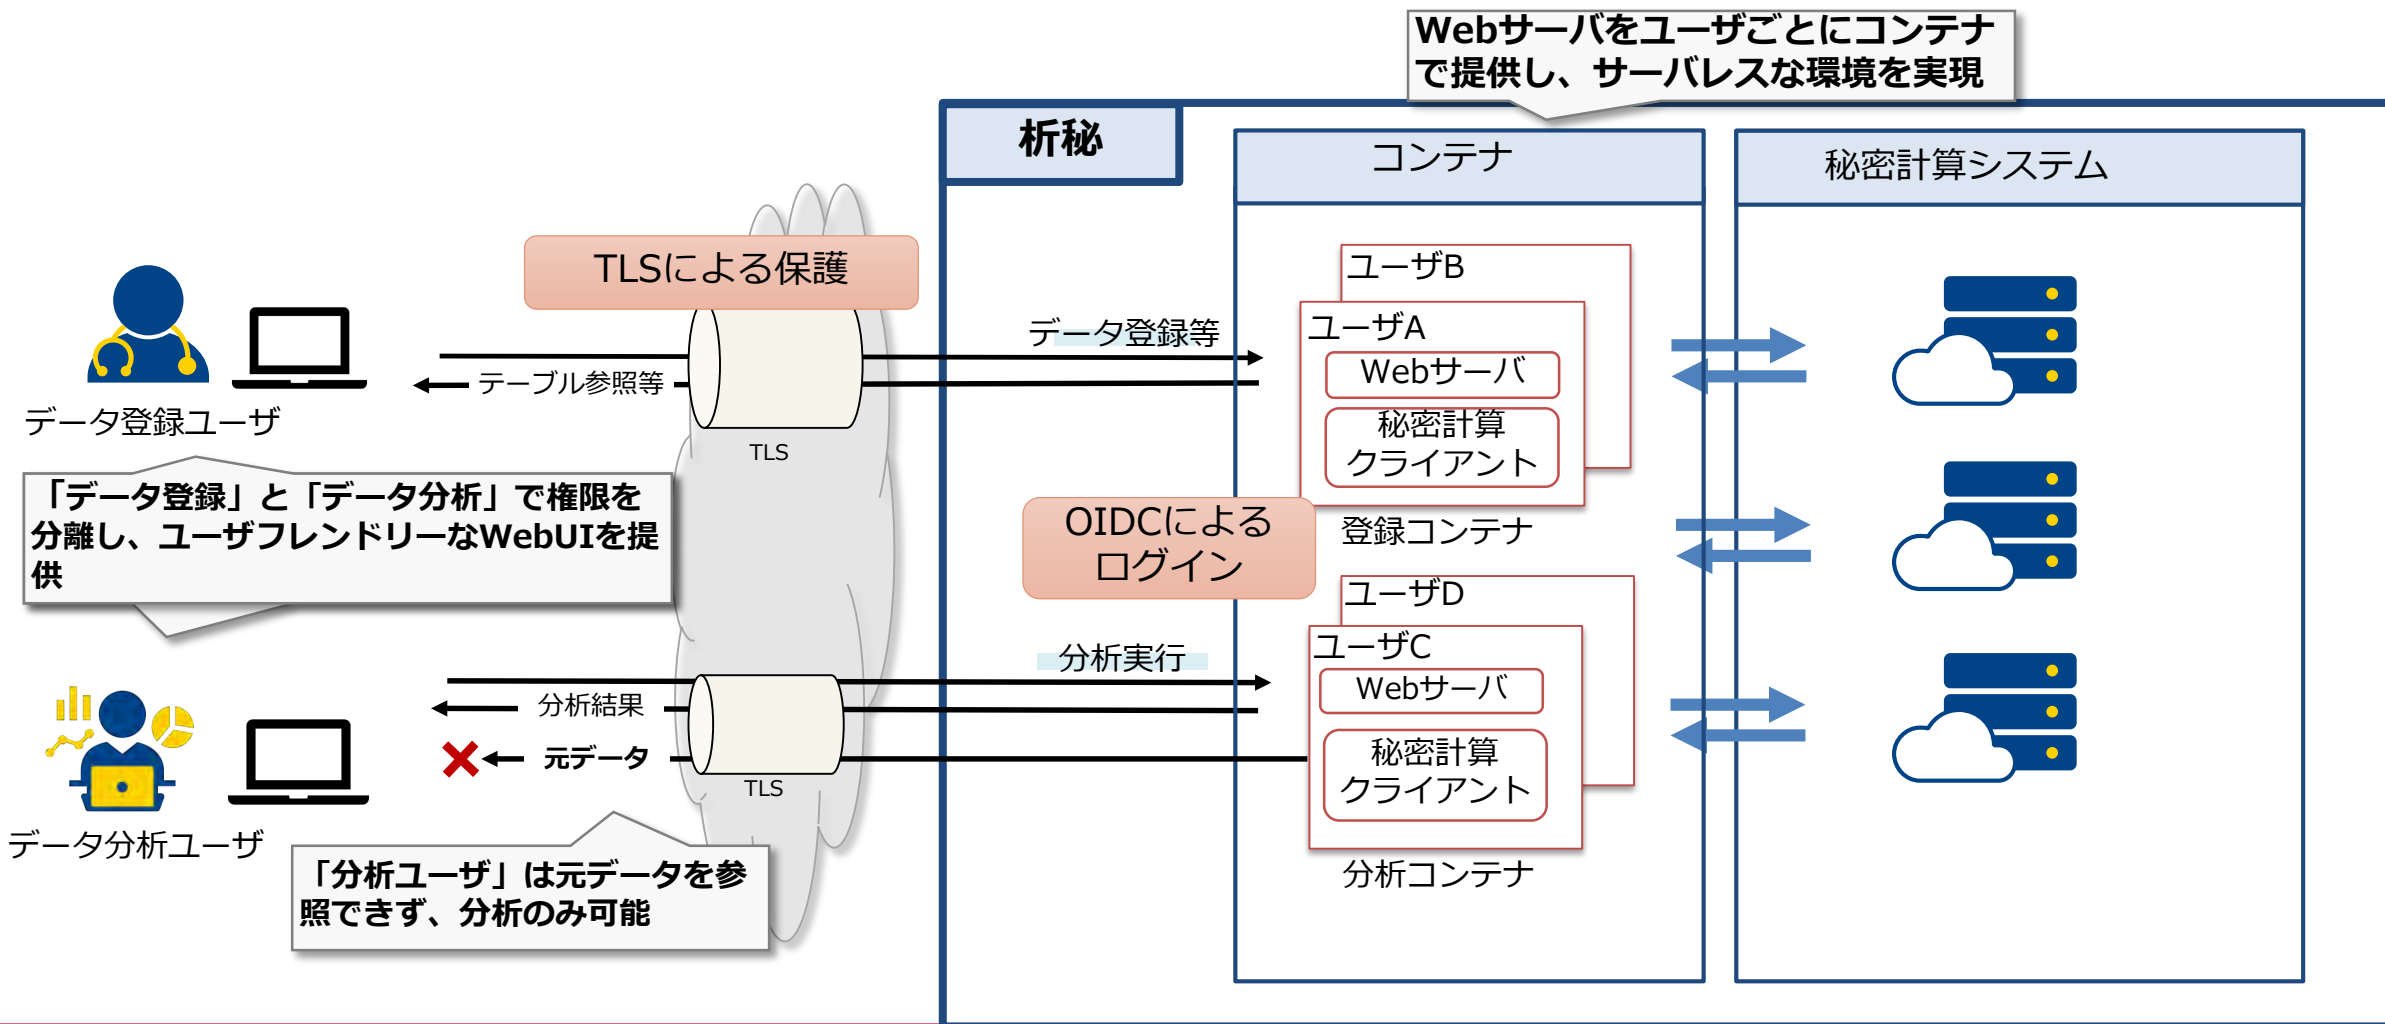 Webサーバをユーザごとにコンテナ
で提供し、サーバレスな環境を実現
析秘
コンテナ
秘密計算システム
TLSによる保護
ユーザB
ユーザA
Webサーバ
秘密計算
クライアント
登録コンテナ
データ登録等
テーブル参照等
TLS
データ登録ユーザ
「データ登録」と「データ分析」で権限を
分離し、ユーザフレンドリーなWebUIを提
供
OIDCによる
ログイン
ユーザD
ユーザC
Webサーバ
秘密計算
クライアント
分析コンテナ
分析実行
分析結果
元データ
TLS
データ分析ユーザ
「分析ユーザ」は元データを参
照できず、分析のみ可能